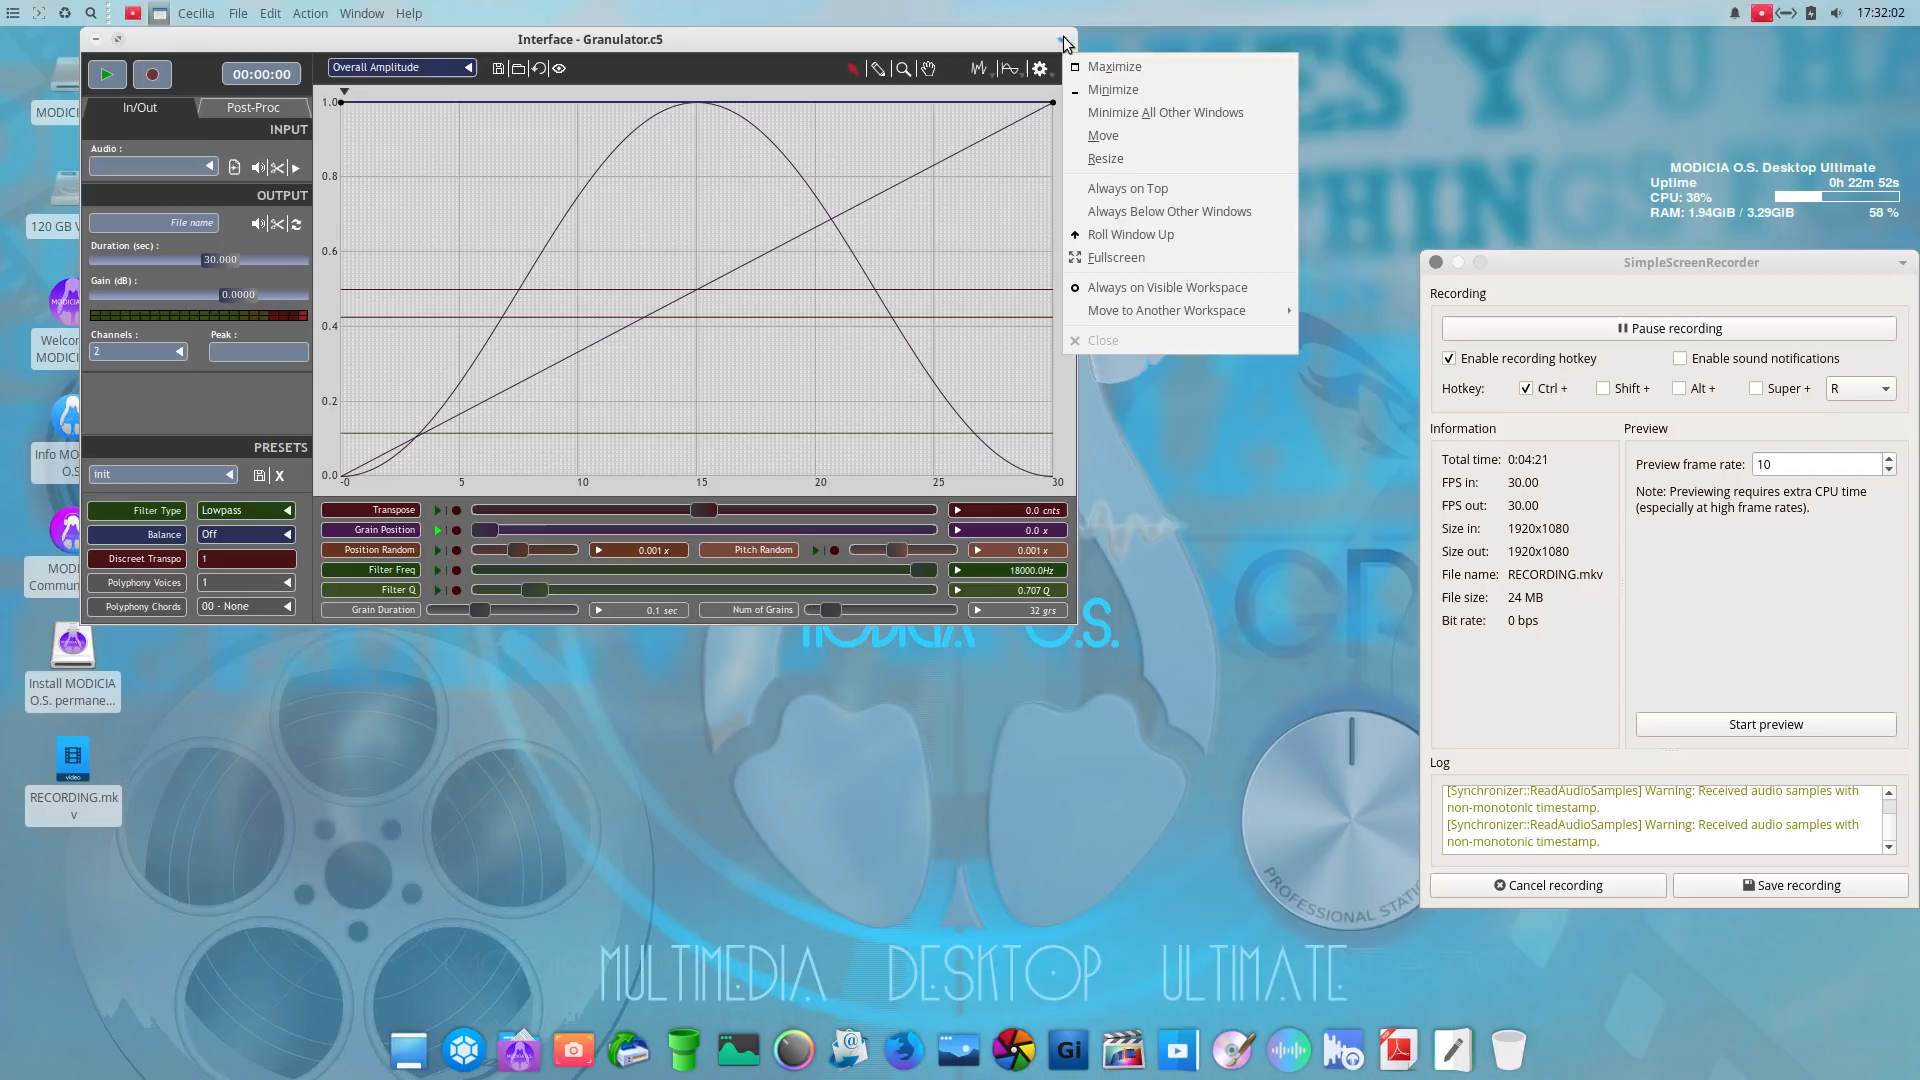 Cecilia File Edit Action Window Help
17:32:02
Interface - Granulator.c5
00:00:00
Overall Amplitude
In/Out Post-Proc
INPUT
Audio :
OUTPUT
File name
Duration (sec) :
30.000
Gain (dB) :
0.0000
Channels : Peak :
2
PRESETS
init
Filter Type Lowpass
Balance Off
Discreet Transpo 1
Polyphony Voices 1
Polyphony Chords 00 - None
1.0
0.8
0.6
0.4
0.2
0.0
-0 5 10 15 20 25 30
Transpose 0.0 cnts
Grain Position 0.0 x
Position Random 0.001 x Pitch Random 0.001 x
Filter Freq 18000.0Hz
Filter Q 0.707 Q
Grain Duration 0.1 sec Num of Grains 32 grs
Maximize
Minimize
Minimize All Other Windows
Move
Resize
Always on Top
Always Below Other Windows
Roll Window Up
Fullscreen
Always on Visible Workspace
Move to Another Workspace
Close
MODICIA O.S. Desktop Ultimate
Uptime 0h 22m 52s
CPU: 38%
RAM: 1.94GiB / 3.29GiB 58 %
SimpleScreenRecorder
Recording
Pause recording
Enable recording hotkey Enable sound notifications
Hotkey: Ctrl + Shift + Alt + Super + R
Information
Total time: 0:04:21
FPS in: 30.00
FPS out: 30.00
Size in: 1920x1080
Size out: 1920x1080
File name: RECORDING.mkv
File size: 24 MB
Bit rate: 0 bps
Preview
Preview frame rate: 10
Note: Previewing requires extra CPU time
(especially at high frame rates).
Start preview
Log
[Synchronizer::ReadAudioSamples] Warning: Received audio samples with
non-monotonic timestamp.
[Synchronizer::ReadAudioSamples] Warning: Received audio samples with
non-monotonic timestamp.
Cancel recording Save recording
MODICI
120 GB V
Welcon
MODICI
Info MO
O.S
MOD
Commun
Install MODICIA
O.S. permane...
video
RECORDING.mk
v
MODICIA O.S.
PROFESSIONAL STATI
MULTIMEDIA DESKTOP ULTIMATE
Gi